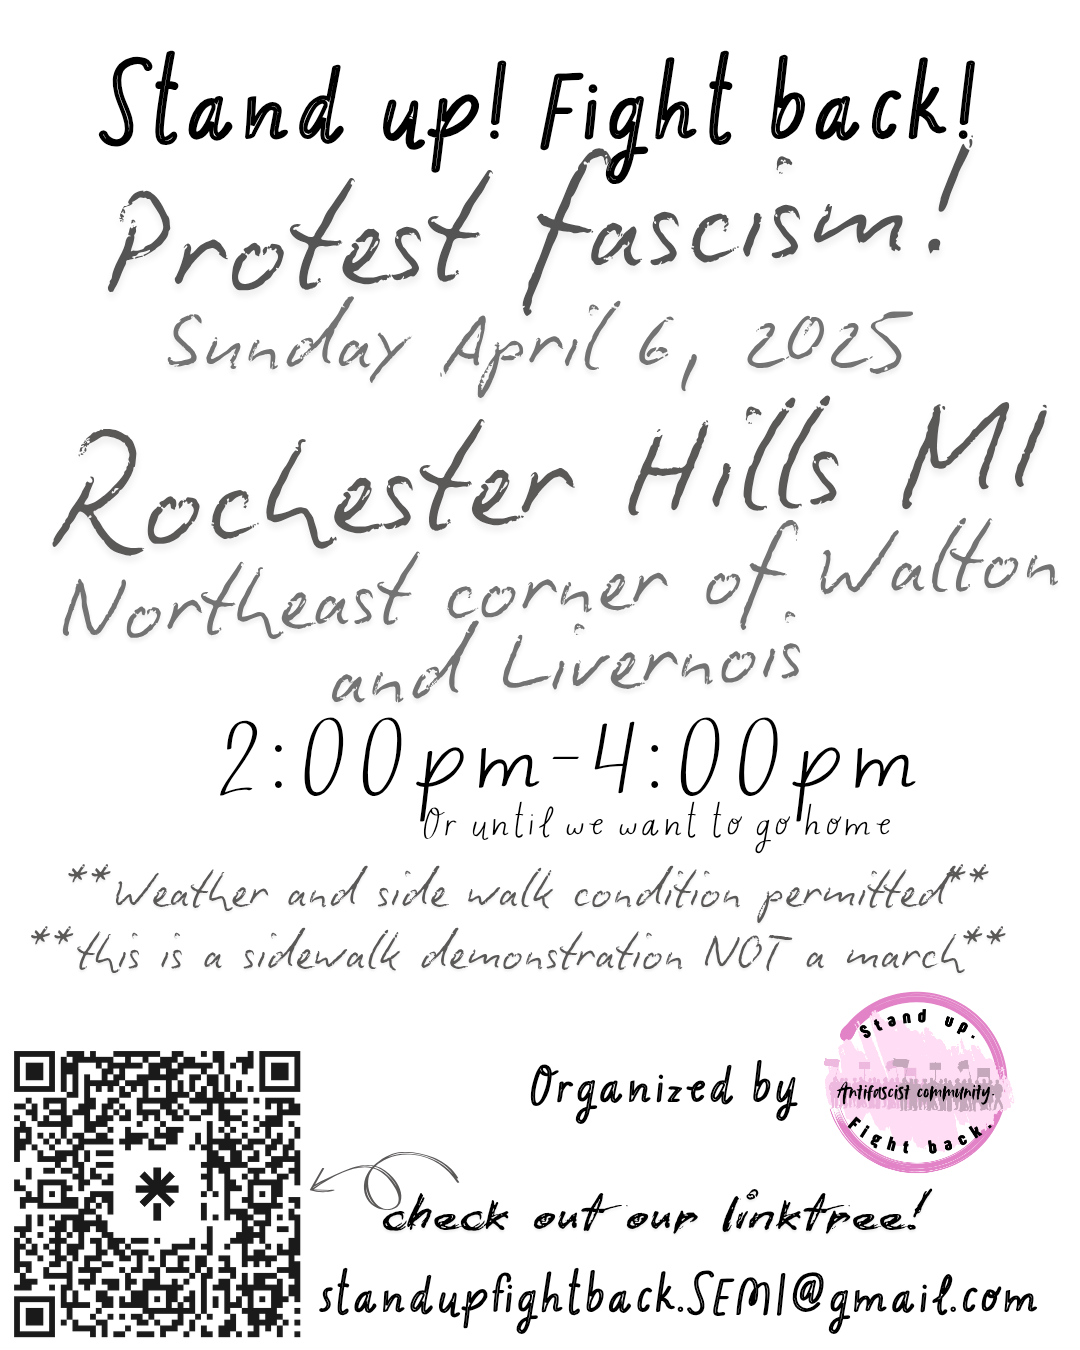 Stand up! Fight back!
Protest fascism!
Sunday April 6, 2025
Rochester Hills MI
Northeast corner of Walton
and Livernois
2:00pm-4:00pm
Or until we want to go home
**Weather and side walk condition permitted**
**this is a sidewalk demonstration NOT a march**
Organized by
Stand up.
Antifascist community.
Fight back.
check out our linktree!
standupfightback.SEMI@gmail.com